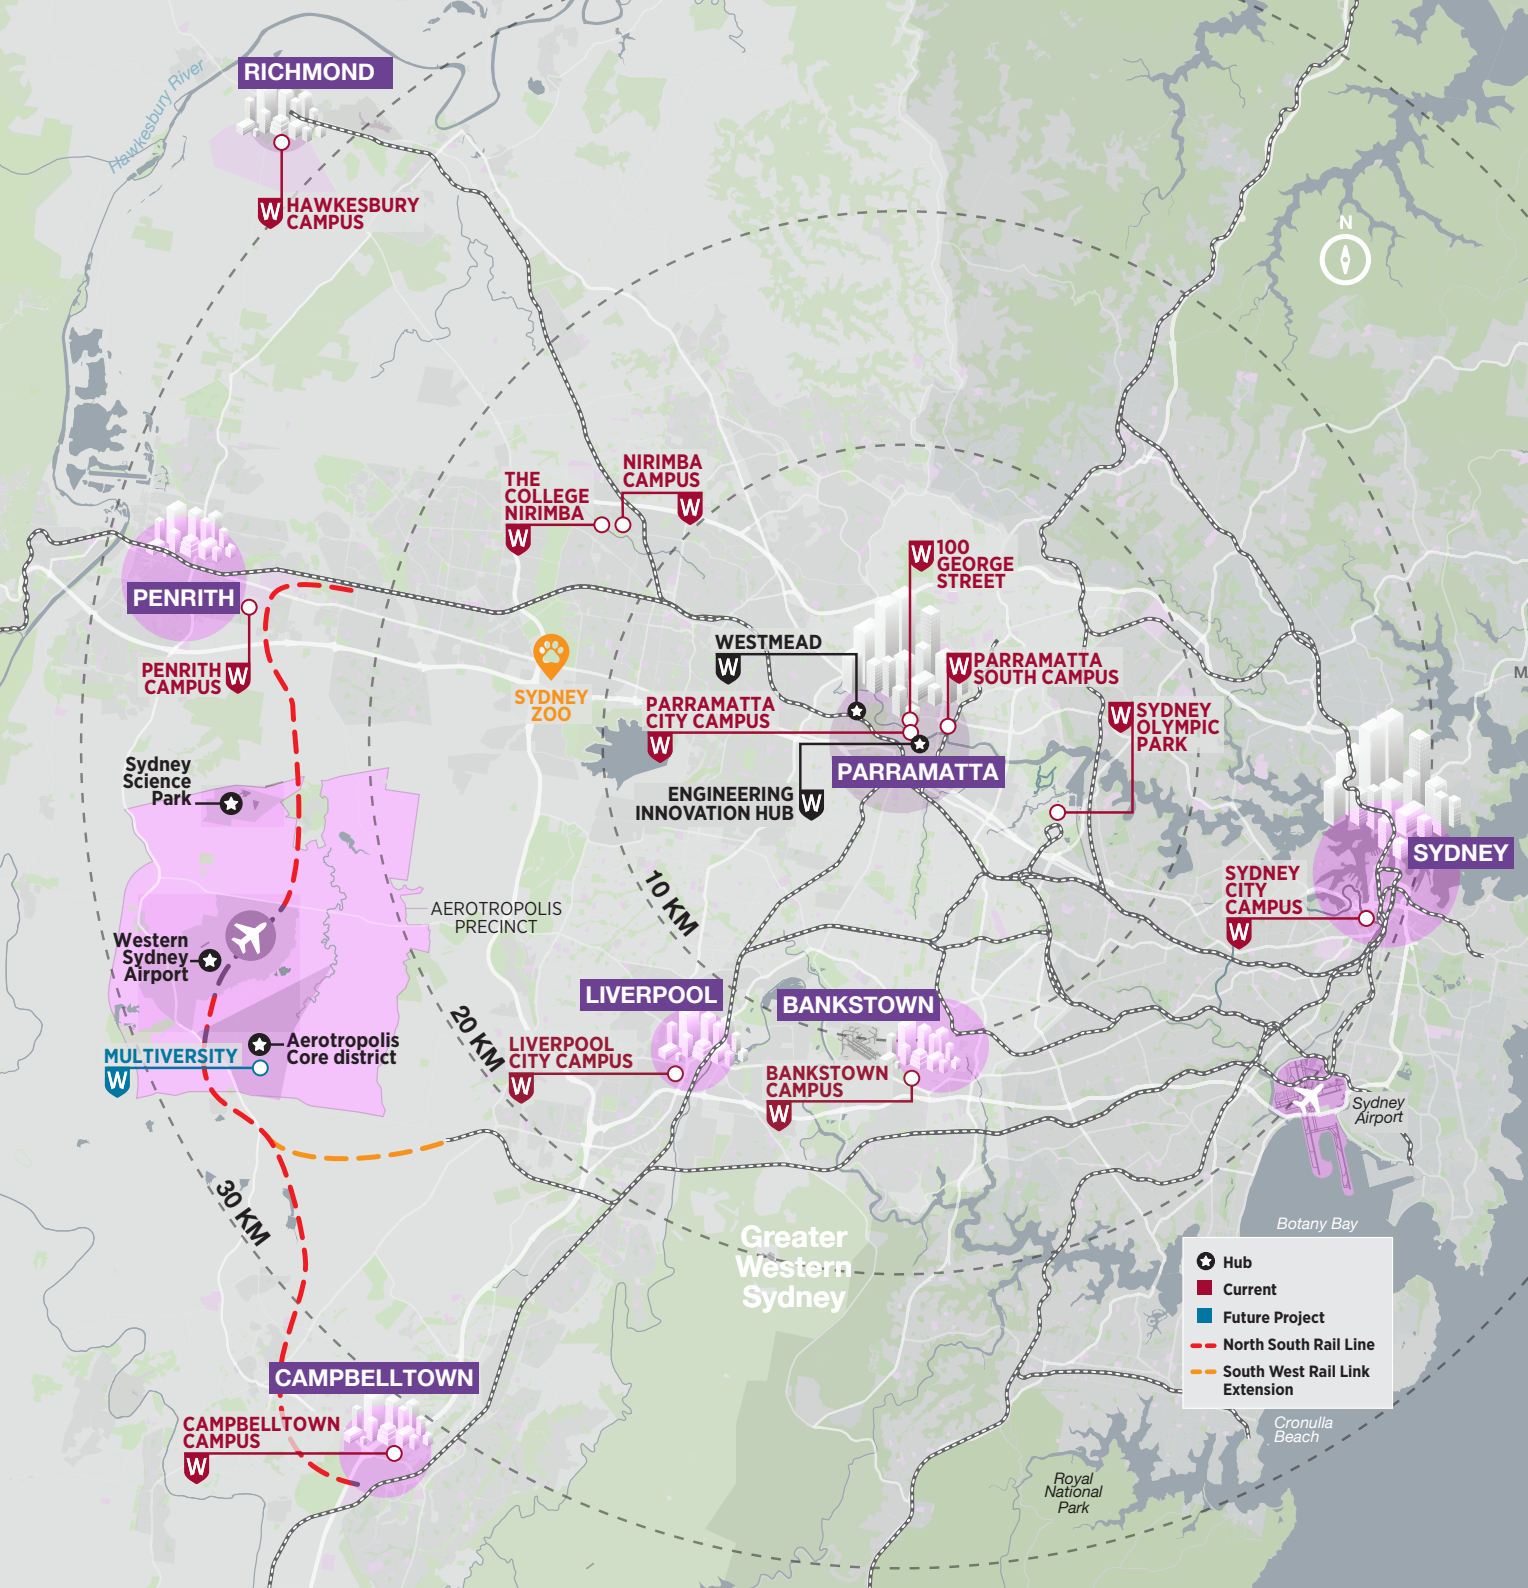 RICHMOND
Hawkesbury River
HAWKESBURY
CAMPUS
W
N
NIRIMBA
CAMPUS
W
THE
COLLEGE
NIRIMBA
W
100
GEORGE
STREET
W
PENRITH
PENRITH
CAMPUS
W
WESTMEAD
W
SYDNEY
ZOO
PARRAMATTA
SOUTH CAMPUS
W
PARRAMATTA
CITY CAMPUS
W
SYDNEY
OLYMPIC
PARK
W
MA
PARRAMATTA
ENGINEERING
INNOVATION HUB
W
Sydney
Science
Park
SYDNEY
SYDNEY
CITY
CAMPUS
W
10 KM
AEROTROPOLIS
PRECINCT
Western
Sydney
Airport
LIVERPOOL
BANKSTOWN
20 KM
Aerotropolis
Core district
MULTIVERSITY
W
LIVERPOOL
CITY CAMPUS
W
BANKSTOWN
CAMPUS
W
Sydney
Airport
30 KM
Greater
Western
Sydney
Botany Bay
Hub
Current
Future Project
North South Rail Line
South West Rail Link
Extension
CAMPBELLTOWN
CAMPBELLTOWN
CAMPUS
W
Cronulla
Beach
Royal
National
Park